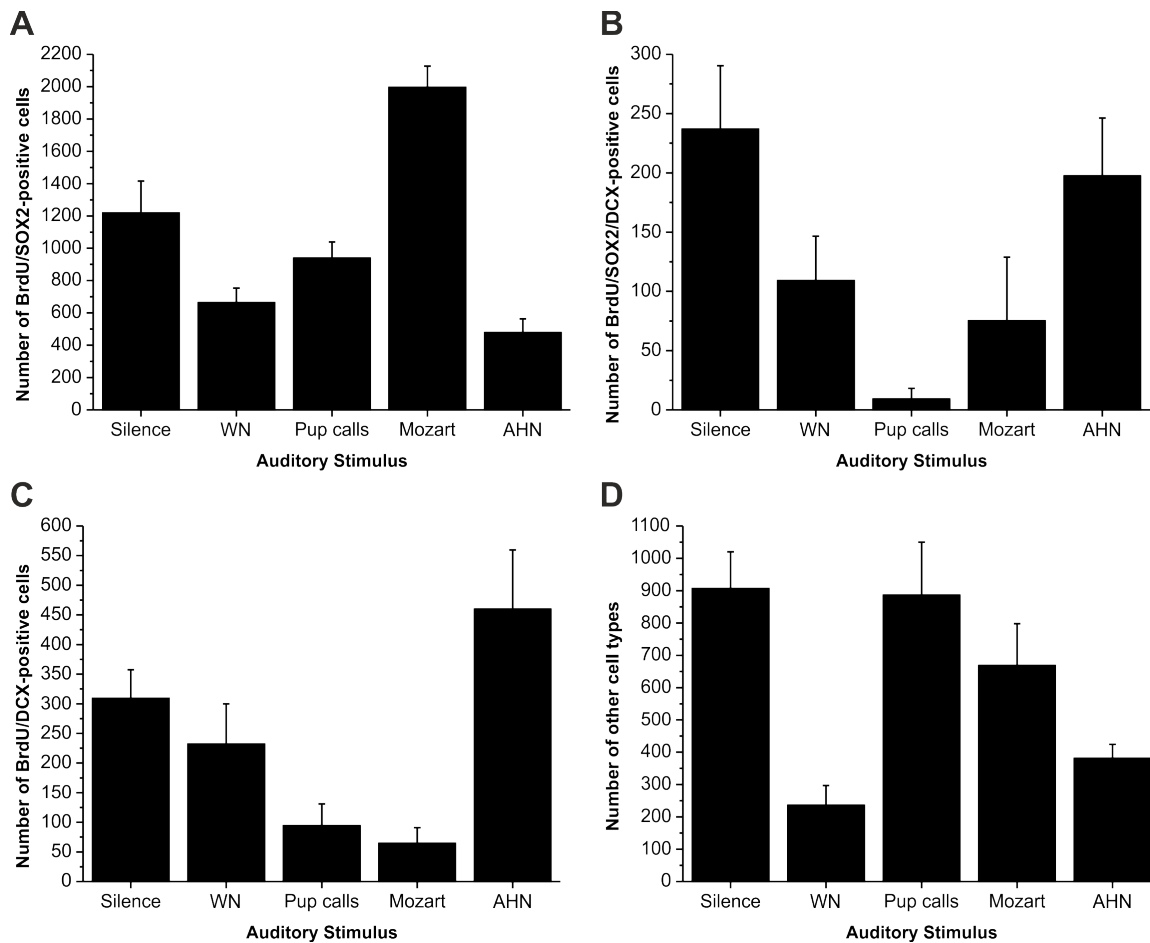 A
Number of BrdU/SOX2-positive cells
2200
2000
1800
1600
1400
1200
1000
800
600
400
200
0
Silence WN Pup calls Mozart AHN
Auditory Stimulus
B
Number of BrdU/SOX2/DCX-positive cells
300
250
200
150
100
50
0
Silence WN Pup calls Mozart AHN
Auditory Stimulus
C
Number of BrdU/DCX-positive cells
600
550
500
450
400
350
300
250
200
150
100
50
0
Silence WN Pup calls Mozart AHN
Auditory Stimulus
D
Number of other cell types
1100
1000
900
800
700
600
500
400
300
200
100
0
Silence WN Pup calls Mozart AHN
Auditory Stimulus